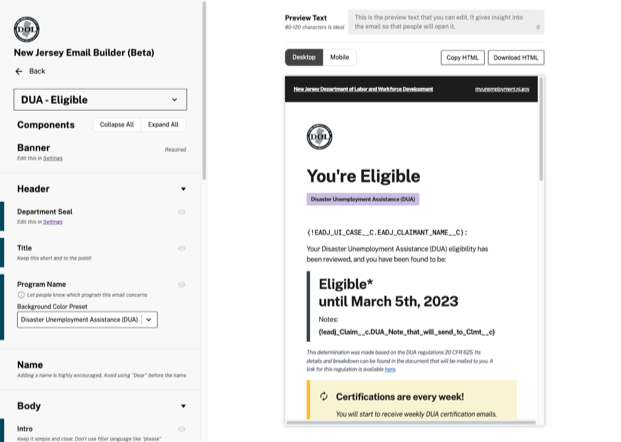 DOL
New Jersey Email Builder (Beta)
← Back
DUA - Eligible
Components
Collapse All
Expand All
Banner
Required
Edit this in Settings
Header
Department Seal
Edit this in Settings
Title
Keep this short and to the point!
Program Name
Let people know which program this email concerns
Background Color Preset
Disaster Unemployment Assistance (DUA)
Name
Adding a name is highly encouraged. Avoid using "Dear" before the name
Body
Intro
Keep it simple and clear. Don't use filler language like "please"
Preview Text
80-120 characters is ideal
This is the preview text that you can edit. It gives insight into
the email so that people will open it.
Desktop
Mobile
Copy HTML
Download HTML
New Jersey Department of Labor and Workforce Development
myunemployment.nj.gov
DOL
You're Eligible
Disaster Unemployment Assistance (DUA)
{!EADJ_UI_CASE__C.EADJ_CLAIMANT_NAME__C}:
Your Disaster Unemployment Assistance (DUA) eligibility has
been reviewed, and you have been found to be:
Eligible*
until March 5th, 2023
Notes:
{!eadj_Claim__c.DUA_Note_that_will_send_to_Clmt__c}
This determination was made based on the DUA regulations 20 CFR 625. Its
details and breakdown can be found in the document that will be mailed to you. A
link for this regulation is available here.
Certifications are every week!
You will start to receive weekly DUA certification emails.